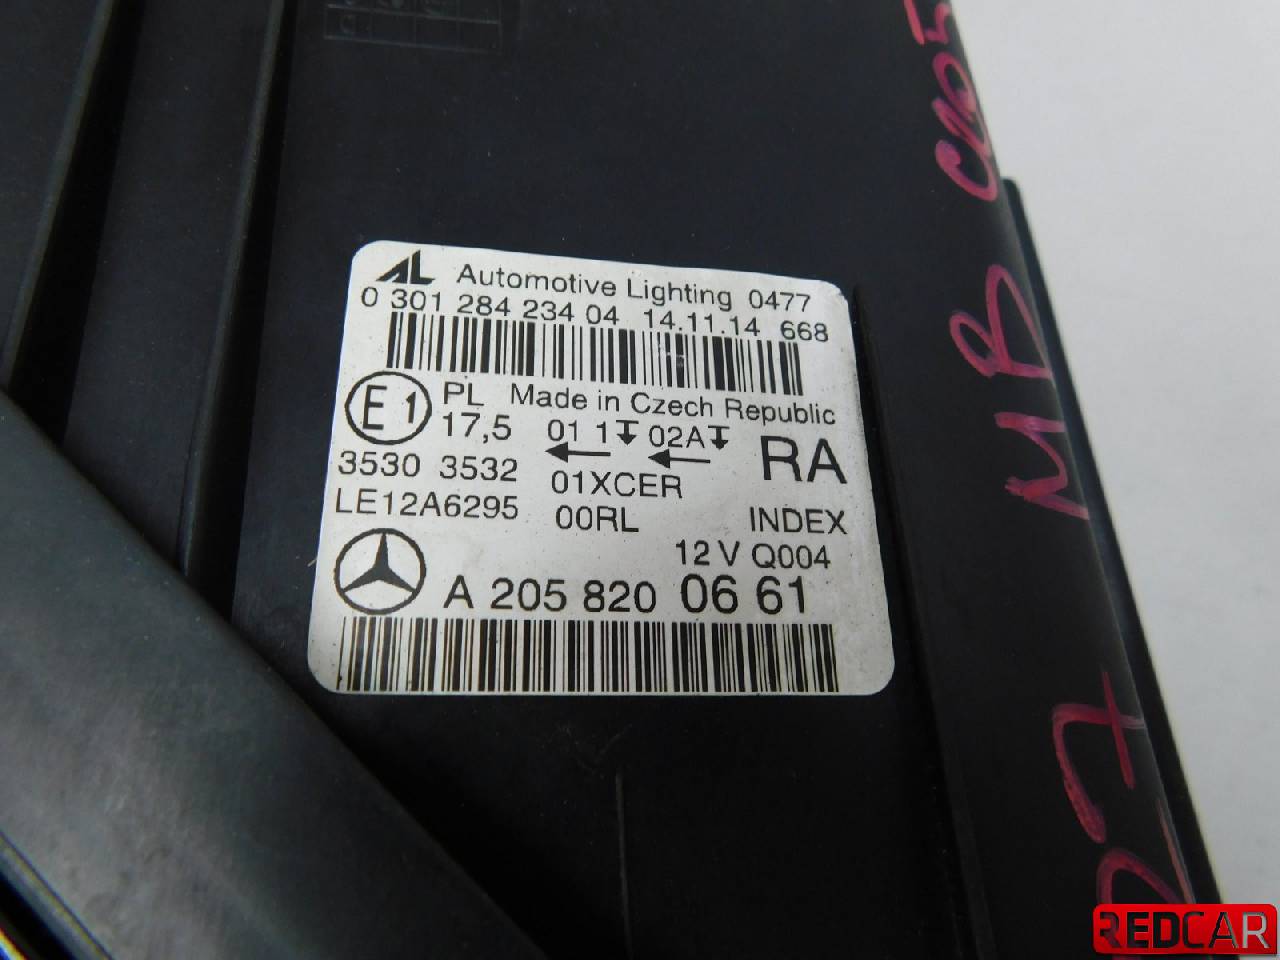 AL Automotive Lighting 0477
0 301 284 234 04 14.11.14 668
E1 PL Made in Czech Republic
17,5 01 1 02A RA
3530 3532 01XCER
LE12A6295 00RL INDEX
12 V Q004
A 205 820 06 61
MB
REDCAR